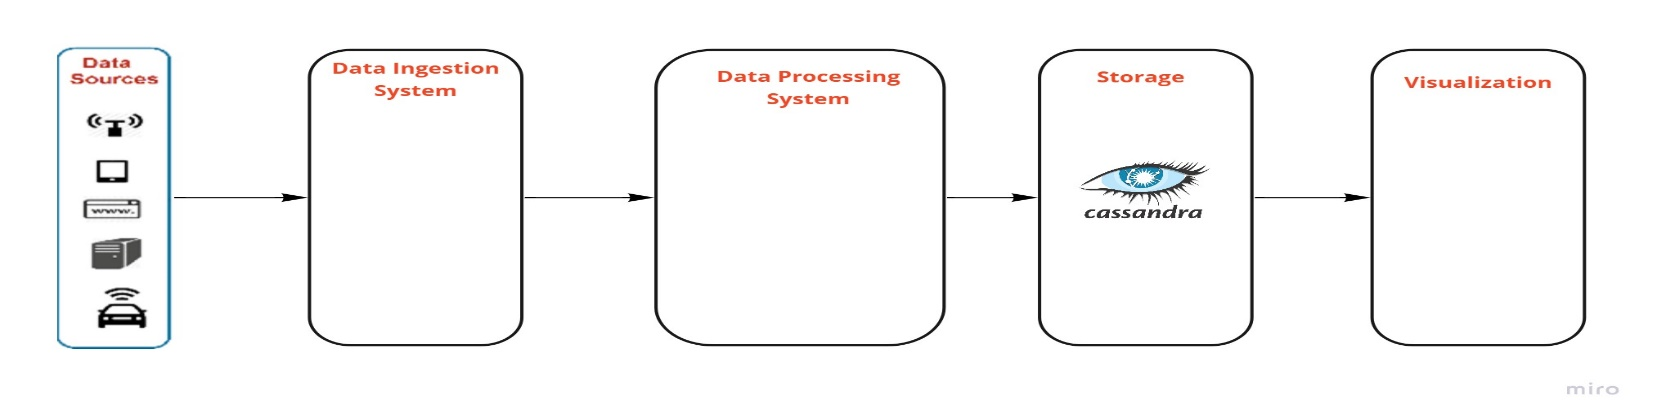 Data
Sources
www.
Data Ingestion
System
Data Processing
System
Storage
cassandra
Visualization
miro